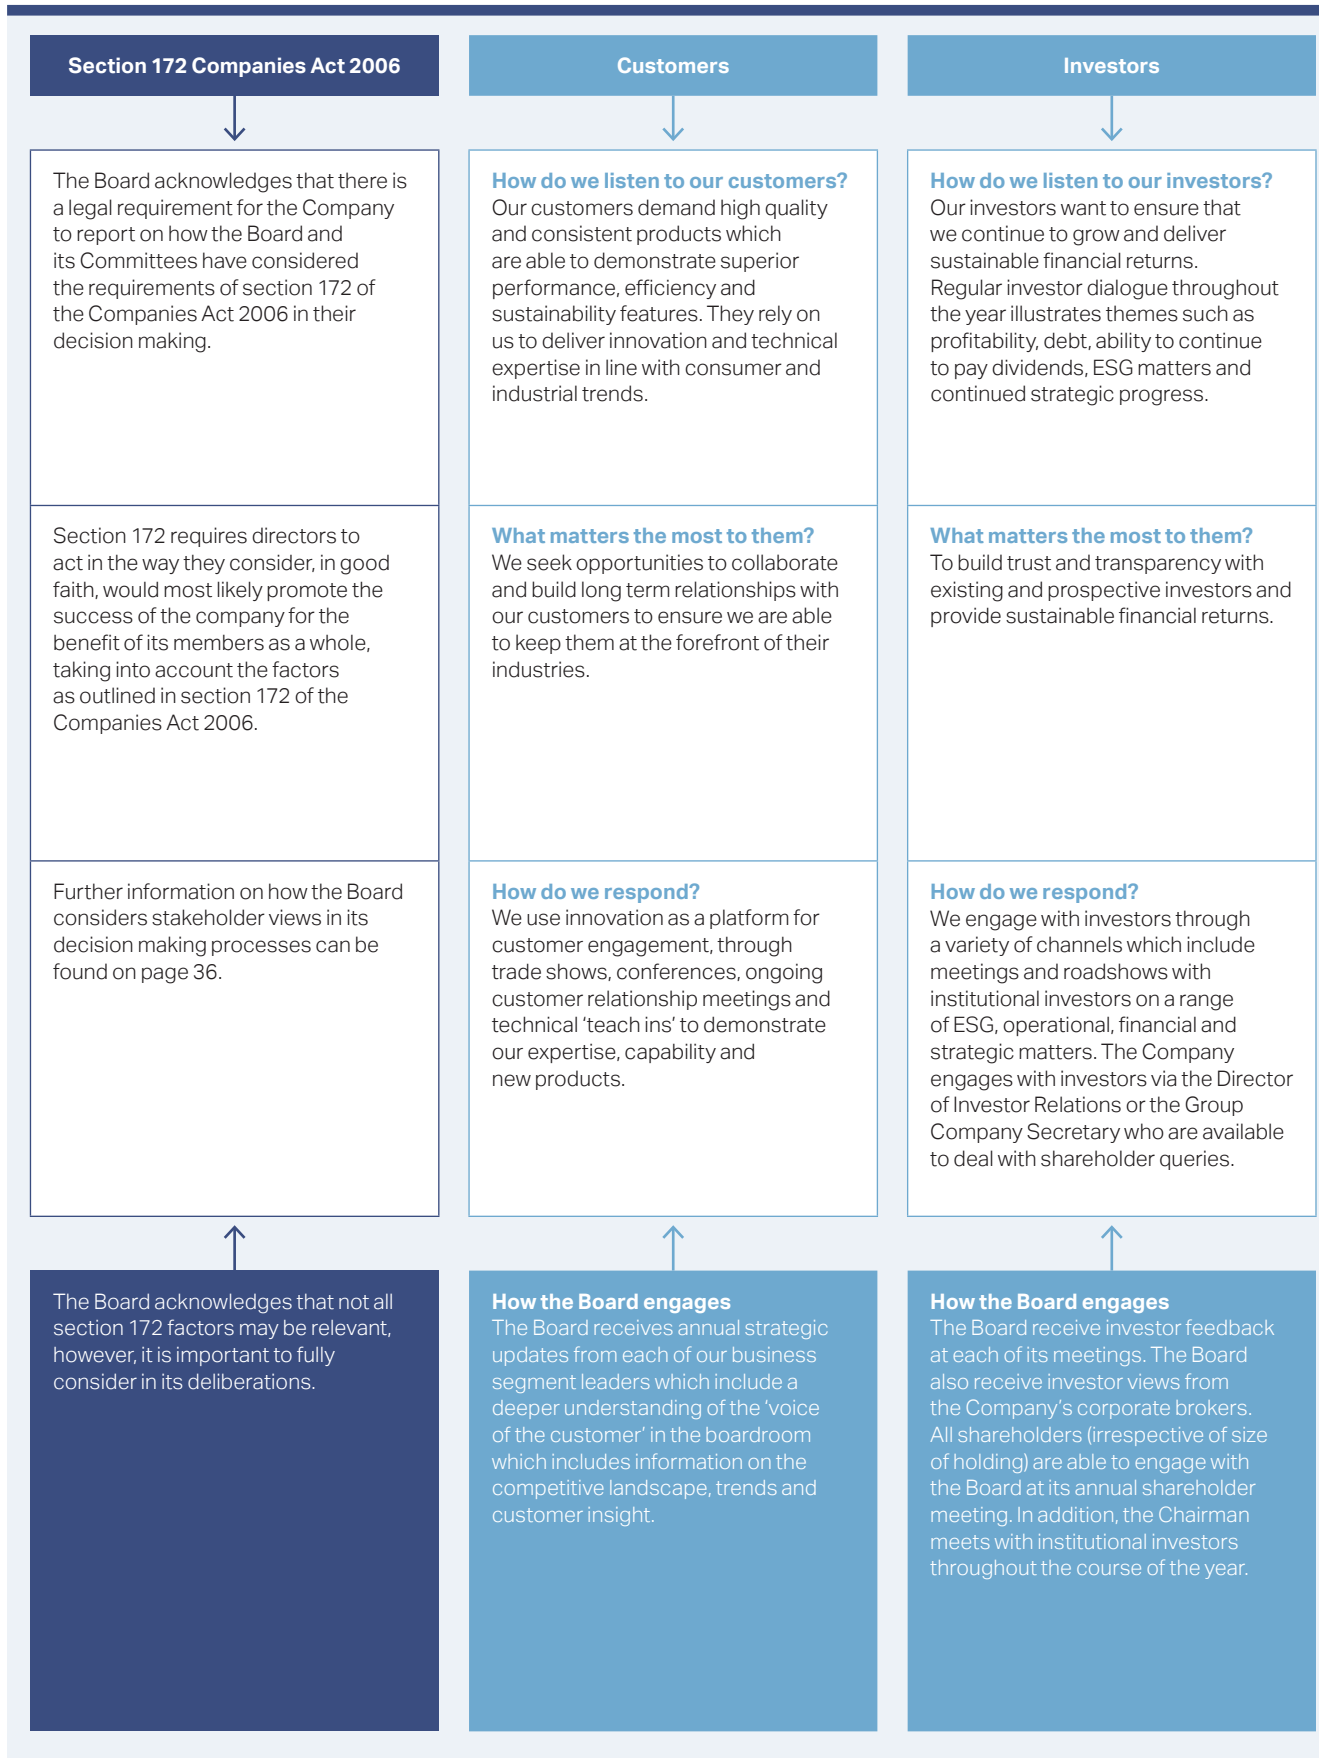 Section 172 Companies Act 2006
The Board acknowledges that there is
a legal requirement for the Company
to report on how the Board and
its Committees have considered
the requirements of section 172 of
the Companies Act 2006 in their
decision making.
Section 172 requires directors to
act in the way they consider, in good
faith, would most likely promote the
success of the company for the
benefit of its members as a whole,
taking into account the factors
as outlined in section 172 of the
Companies Act 2006.
Further information on how the Board
considers stakeholder views in its
decision making processes can be
found on page 36.
The Board acknowledges that not all
section 172 factors may be relevant,
however, it is important to fully
consider in its deliberations.
Customers
How do we listen to our customers?
Our customers demand high quality
and consistent products which
are able to demonstrate superior
performance, efficiency and
sustainability features. They rely on
us to deliver innovation and technical
expertise in line with consumer and
industrial trends.
What matters the most to them?
We seek opportunities to collaborate
and build long term relationships with
our customers to ensure we are able
to keep them at the forefront of their
industries.
How do we respond?
We use innovation as a platform for
customer engagement, through
trade shows, conferences, ongoing
customer relationship meetings and
technical ‘teach ins’ to demonstrate
our expertise, capability and
new products.
How the Board engages
The Board receives annual strategic
updates from each of our business
segment leaders which include a
deeper understanding of the ‘voice
of the customer’ in the boardroom
which includes information on the
competitive landscape, trends and
customer insight.
Investors
How do we listen to our investors?
Our investors want to ensure that
we continue to grow and deliver
sustainable financial returns.
Regular investor dialogue throughout
the year illustrates themes such as
profitability, debt, ability to continue
to pay dividends, ESG matters and
continued strategic progress.
What matters the most to them?
To build trust and transparency with
existing and prospective investors and
provide sustainable financial returns.
How do we respond?
We engage with investors through
a variety of channels which include
meetings and roadshows with
institutional investors on a range
of ESG, operational, financial and
strategic matters. The Company
engages with investors via the Director
of Investor Relations or the Group
Company Secretary who are available
to deal with shareholder queries.
How the Board engages
The Board receive investor feedback
at each of its meetings. The Board
also receive investor views from
the Company’s corporate brokers.
All shareholders (irrespective of size
of holding) are able to engage with
the Board at its annual shareholder
meeting. In addition, the Chairman
meets with institutional investors
throughout the course of the year.